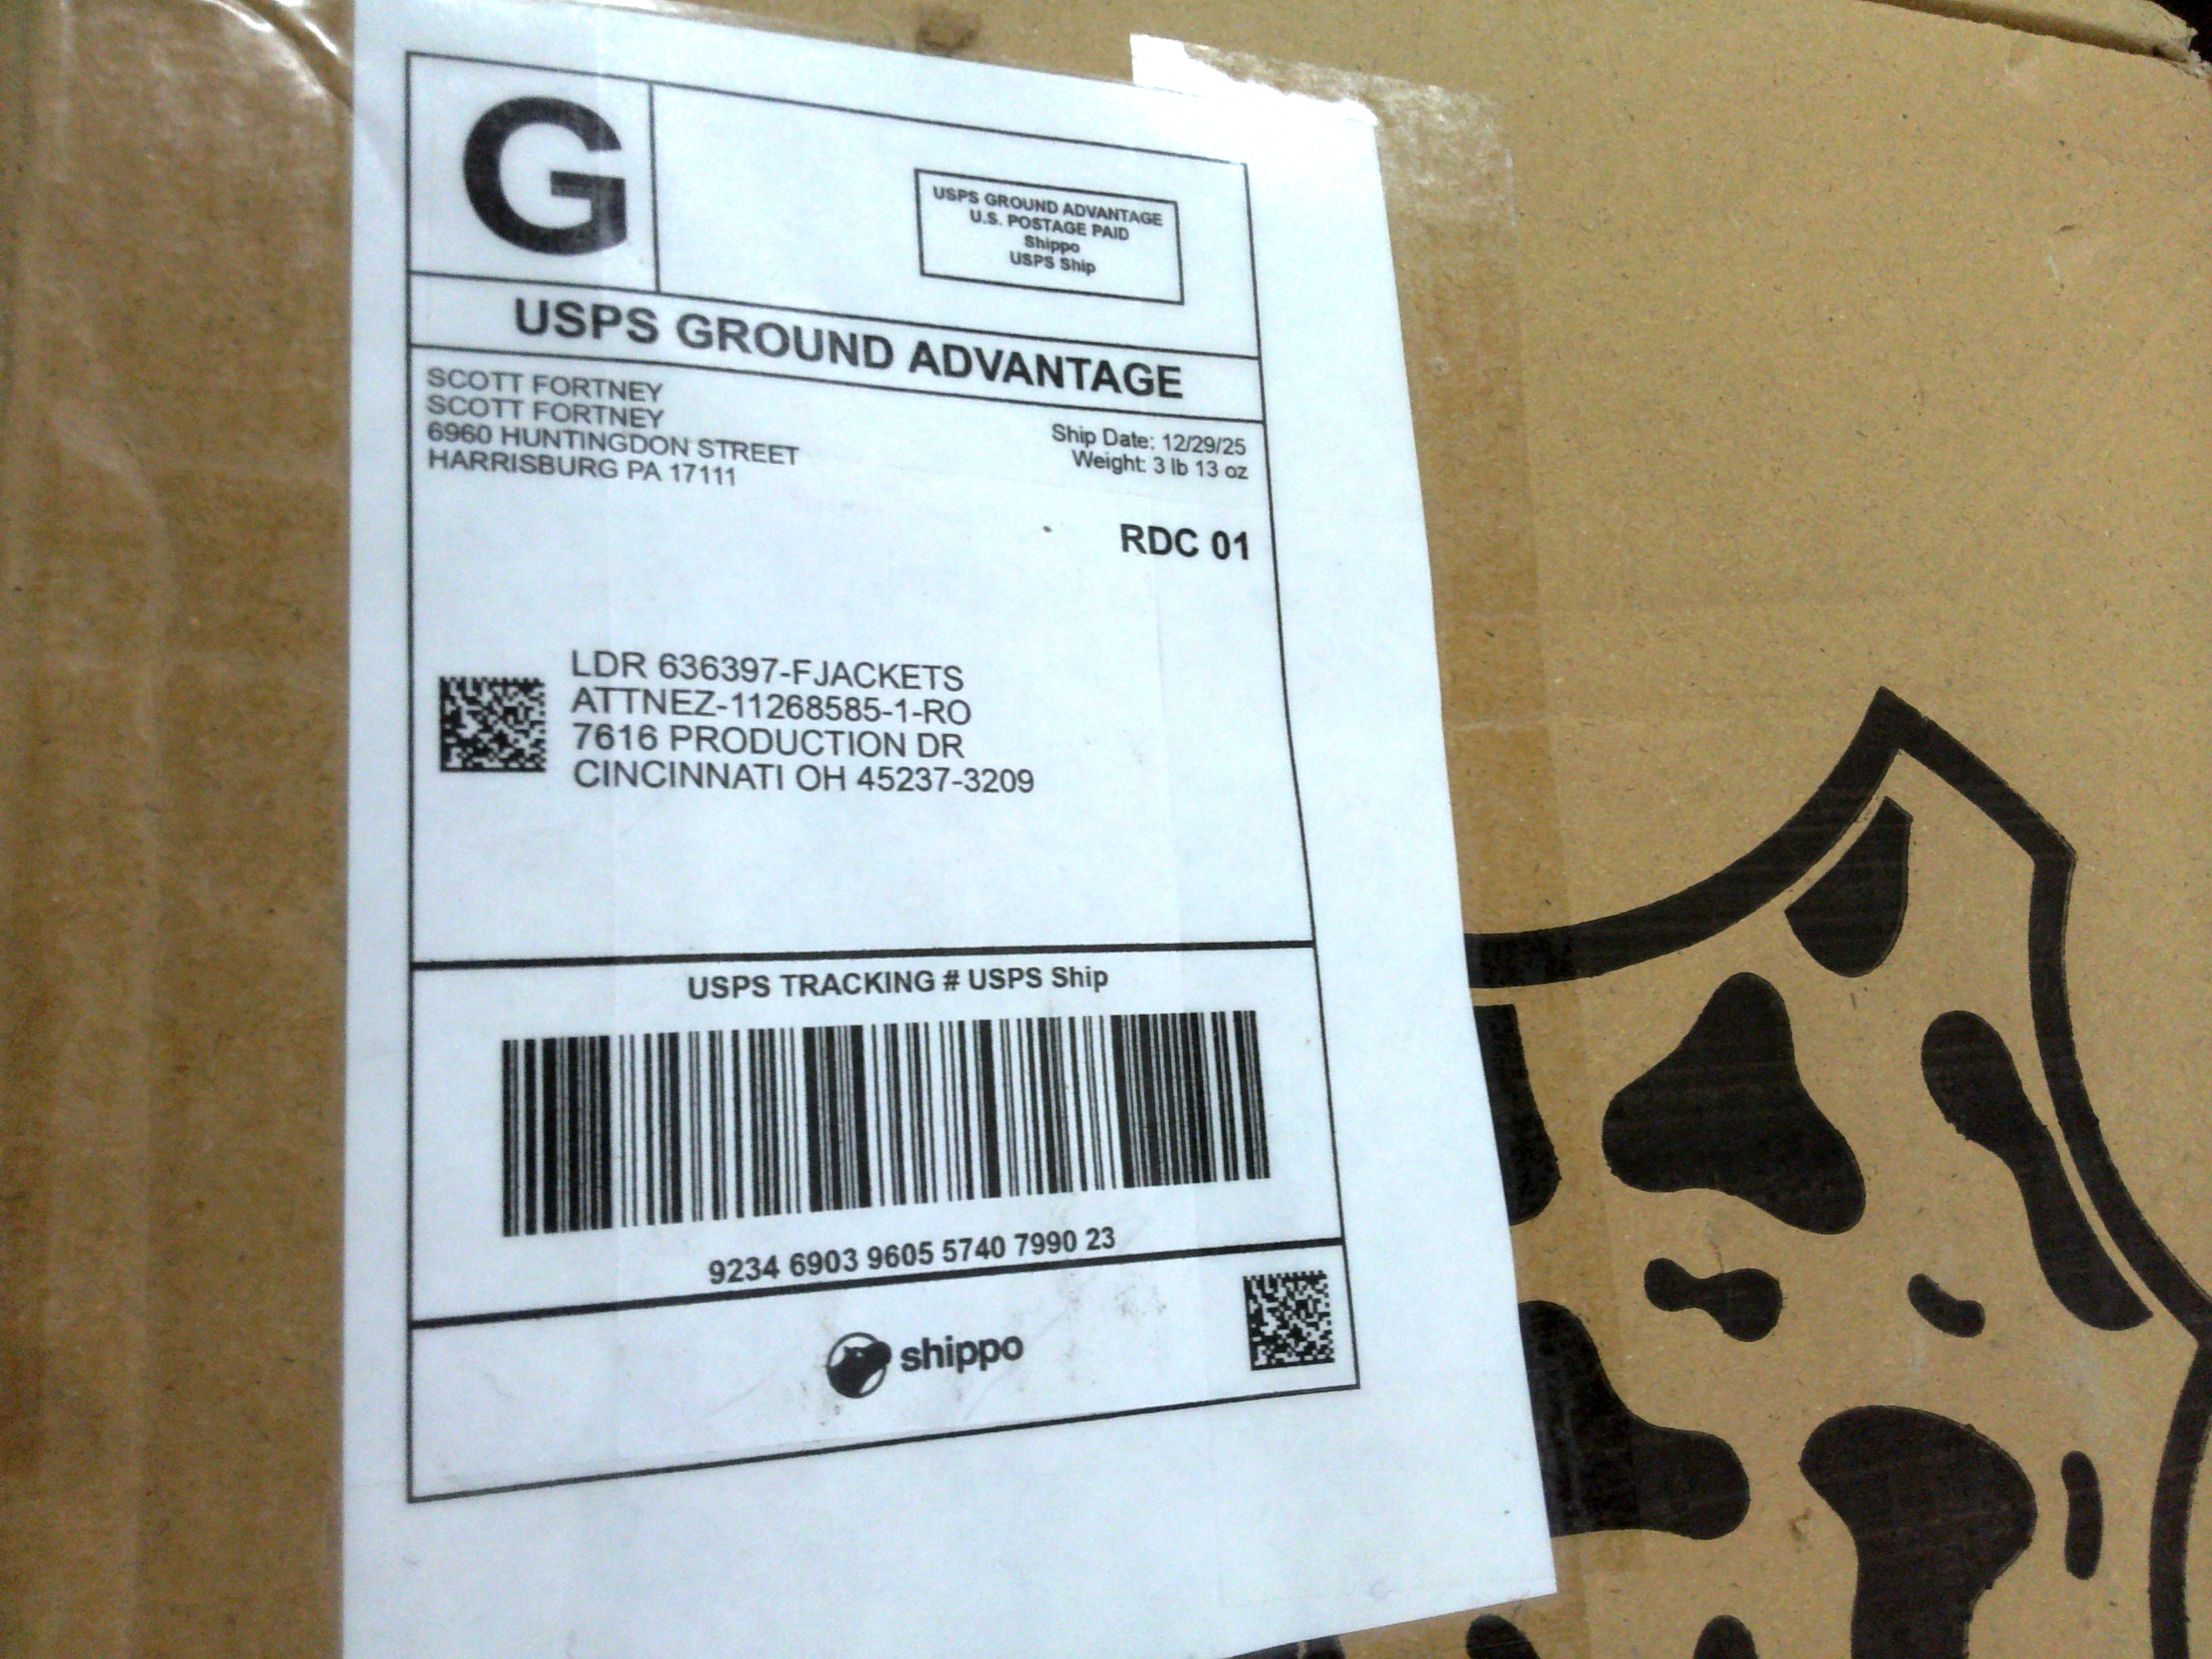 G
USPS GROUND ADVANTAGE
U.S. POSTAGE PAID
Shippo
USPS Ship
USPS GROUND ADVANTAGE
SCOTT FORTNEY
SCOTT FORTNEY
6960 HUNTINGDON STREET
HARRISBURG PA 17111
Ship Date: 12/29/25
Weight: 3 lb 13 oz
RDC 01
LDR 636397-FJACKETS
ATTNEZ-11268585-1-RO
7616 PRODUCTION DR
CINCINNATI OH 45237-3209
USPS TRACKING # USPS Ship
9234 6903 9605 5740 7990 23
shippo